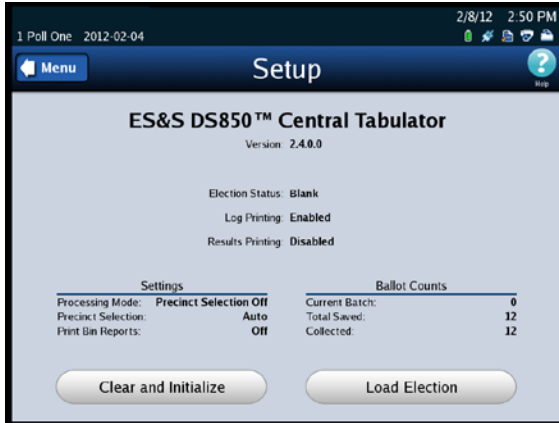 2/8/12 2:50 PM
1 Poll One 2012-02-04
Menu
Setup
Help
ES&S DS850™ Central Tabulator
Version: 2.4.0.0
Election Status: Blank
Log Printing: Enabled
Results Printing: Disabled
Settings
Processing Mode: Precinct Selection Off
Precinct Selection: Auto
Print Bin Reports: Off
Ballot Counts
Current Batch: 0
Total Saved: 12
Collected: 12
Clear and Initialize
Load Election